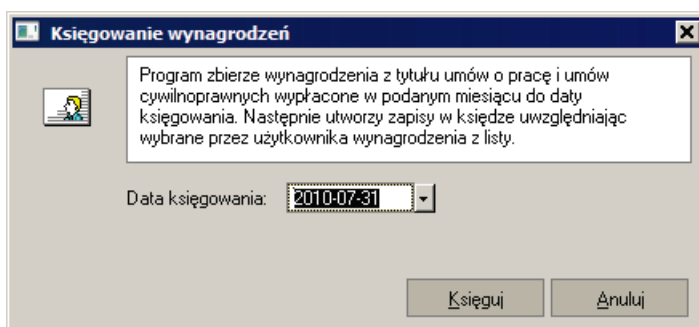 Księgowanie wynagrodzeń
Program zbierze wynagrodzenia z tytułu umów o pracę i umów
cywilnoprawnych wypłacone w podanym miesiącu do daty
księgowania. Następnie utworzy zapisy w księdze uwzględniając
wybrane przez użytkownika wynagrodzenia z listy.
Data księgowania: 2010-07-31
Księguj Anuluj